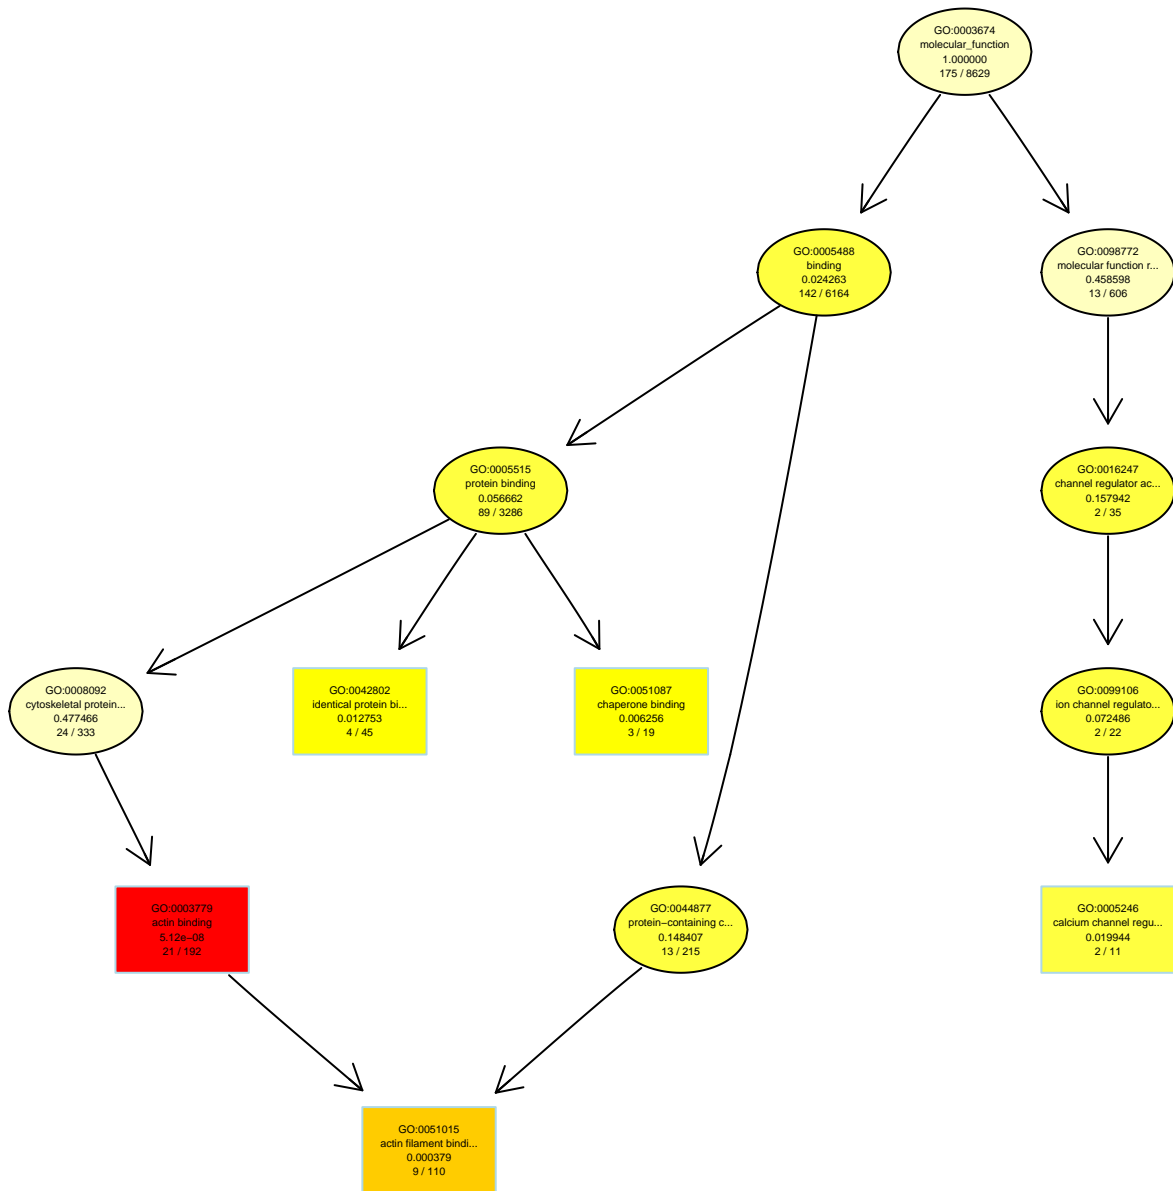 GO:0003674
molecular_function
1.000000
175 / 8629
GO:0005488
binding
0.024263
142 / 6164
GO:0098772
molecular function r...
0.458598
13 / 606
GO:0005515
protein binding
0.056662
89 / 3286
GO:0016247
channel regulator ac...
0.157942
2 / 35
GO:0008092
cytoskeletal protein...
0.477466
24 / 333
GO:0042802
identical protein bi...
0.012753
4 / 45
GO:0051087
chaperone binding
0.006256
3 / 19
GO:0099106
ion channel regulato...
0.072486
2 / 22
GO:0003779
actin binding
5.12e−08
21 / 192
GO:0044877
protein−containing c...
0.148407
13 / 215
GO:0005246
calcium channel regu...
0.019944
2 / 11
GO:0051015
actin filament bindi...
0.000379
9 / 110